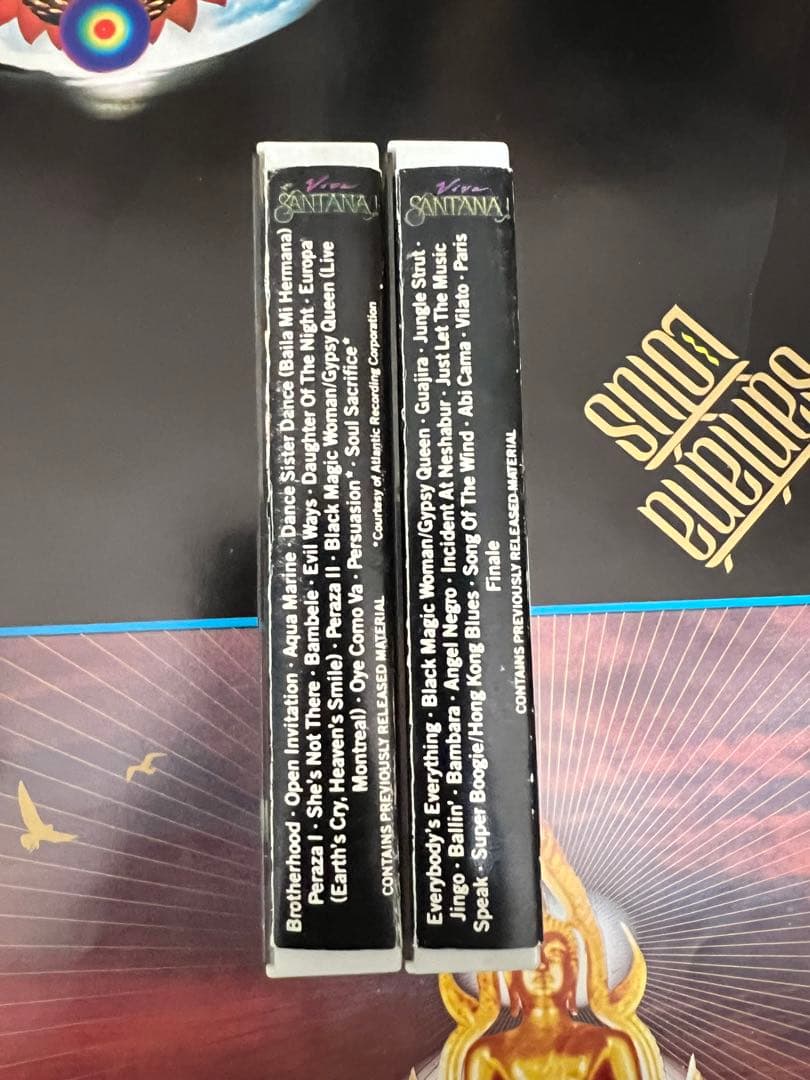 Viva
SANTANA!
Brotherhood · Open Invitation · Aqua Marine · Dance Sister Dance (Baila Mi Hermana)
Peraza I · She's Not There · Bambele · Evil Ways · Daughter Of The Night · Europa
(Earth's Cry, Heaven's Smile) · Peraza II · Black Magic Woman/Gypsy Queen (Live
Montreal) · Oye Como Va · Persuasion* · Soul Sacrifice*
*Courtesy of Atlantic Recording Corporation
CONTAINS PREVIOUSLY RELEASED MATERIAL
Viva
SANTANA!
Everybody's Everything · Black Magic Woman/Gypsy Queen · Guajira · Jungle Strut ·
Jingo · Ballin' · Bambara · Angel Negro · Incident At Neshabur · Just Let The Music
Speak · Super Boogie/Hong Kong Blues · Song Of The Wind · Abi Cama · Vilato · Paris
Finale
CONTAINS PREVIOUSLY RELEASED MATERIAL
Santana
Lotus